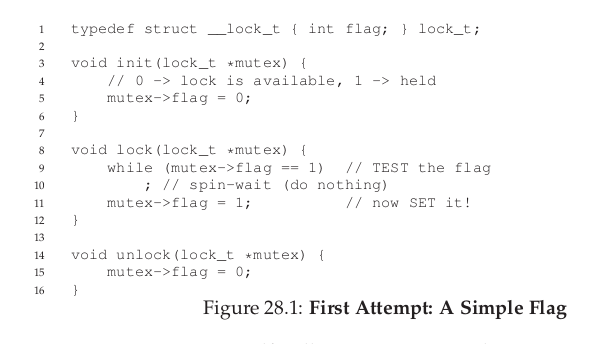 1 typedef struct __lock_t { int flag; } lock_t;
2
3 void init(lock_t *mutex) {
4 // 0 -> lock is available, 1 -> held
5 mutex->flag = 0;
6 }
7
8 void lock(lock_t *mutex) {
9 while (mutex->flag == 1) // TEST the flag
10 ; // spin-wait (do nothing)
11 mutex->flag = 1; // now SET it!
12 }
13
14 void unlock(lock_t *mutex) {
15 mutex->flag = 0;
16 }
Figure 28.1: First Attempt: A Simple Flag